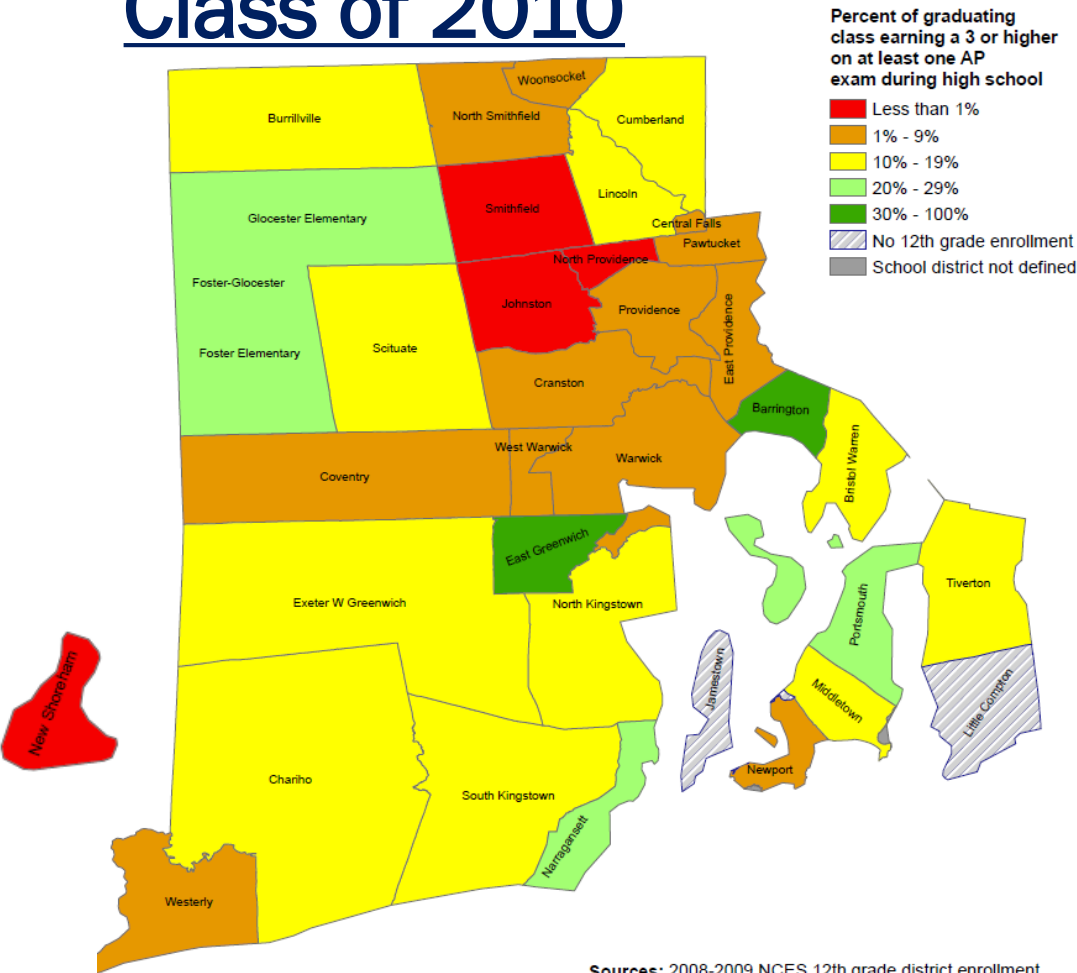 Class of 2010
Percent of graduating
class earning a 3 or higher
on at least one AP
exam during high school
Less than 1%
1% - 9%
10% - 19%
20% - 29%
30% - 100%
No 12th grade enrollment
School district not defined
Woonsocket
Burrillville
North Smithfield
Cumberland
Lincoln
Smithfield
Glocester Elementary
Central Falls
Pawtucket
North Providence
Foster-Glocester
Johnston
Providence
East Providence
Foster Elementary
Scituate
Cranston
Barrington
West Warwick
Warwick
Bristol Warren
Coventry
East Greenwich
Exeter W Greenwich
North Kingstown
Tiverton
Portsmouth
New Shoreham
Jamestown
Middletown
Little Compton
Newport
Chariho
South Kingstown
Narragansett
Westerly
Sources: 2008-2009 NCES 12th grade district enrollment